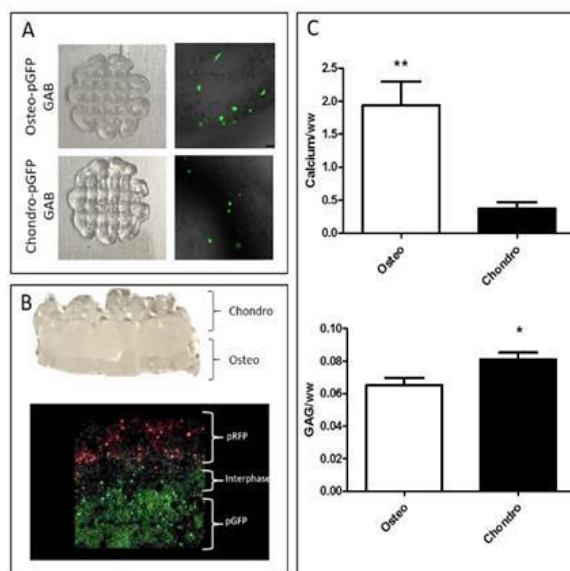 A
Osteo-pGFP
GAB
Chondro-pGFP
GAB
B
Chondro
Osteo
pRFP
Interphase
pGFP
C
Calcium/ww
2.5
2.0
1.5
1.0
0.5
0.0
**
Osteo
Chondro
GAG/ww
0.10
0.08
0.06
0.04
0.02
0.00
*
Osteo
Chondro